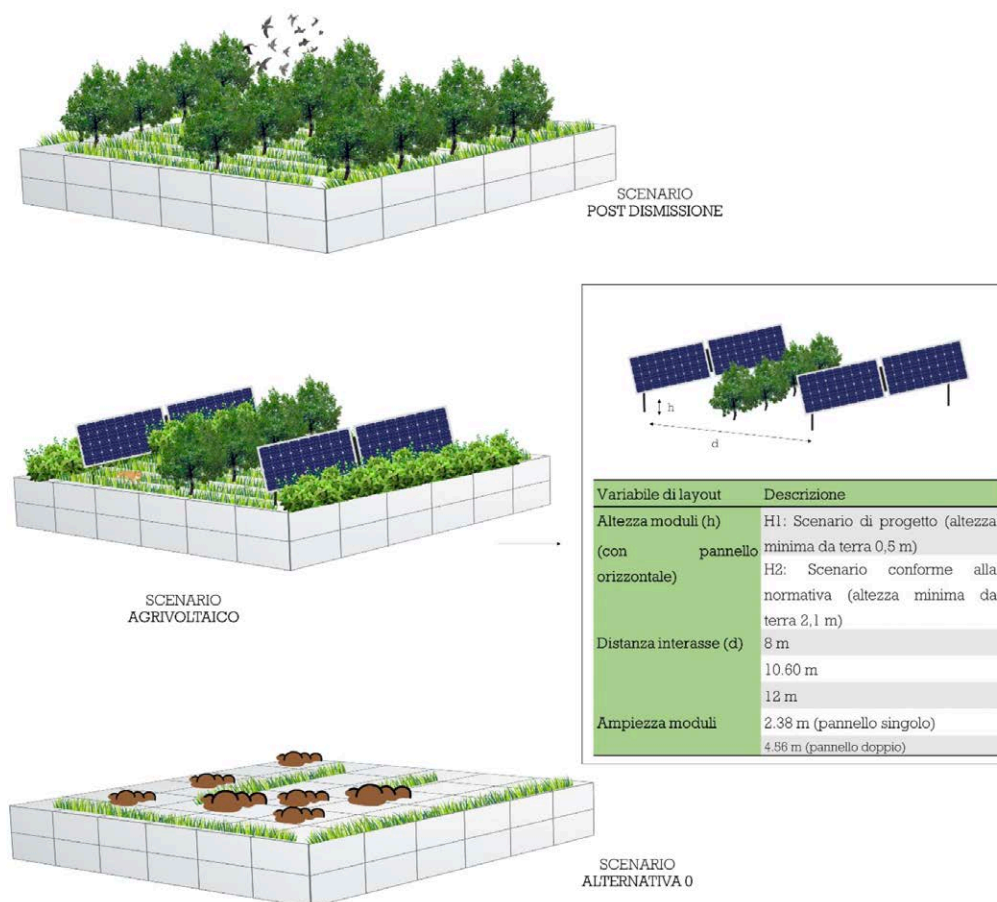 SCENARIO
POST DISMISSIONE
h
d
Variabile di layout Descrizione
Altezza moduli (h)
(con pannello
orizzontale)
H1: Scenario di progetto (altezza
minima da terra 0,5 m)
H2: Scenario conforme alla
normativa (altezza minima da
terra 2,1 m)
Distanza interasse (d) 8 m
10.60 m
12 m
Ampiezza moduli 2.38 m (pannello singolo)
4.56 m (pannello doppio)
SCENARIO
AGRIVOLTAICO
SCENARIO
ALTERNATIVA 0